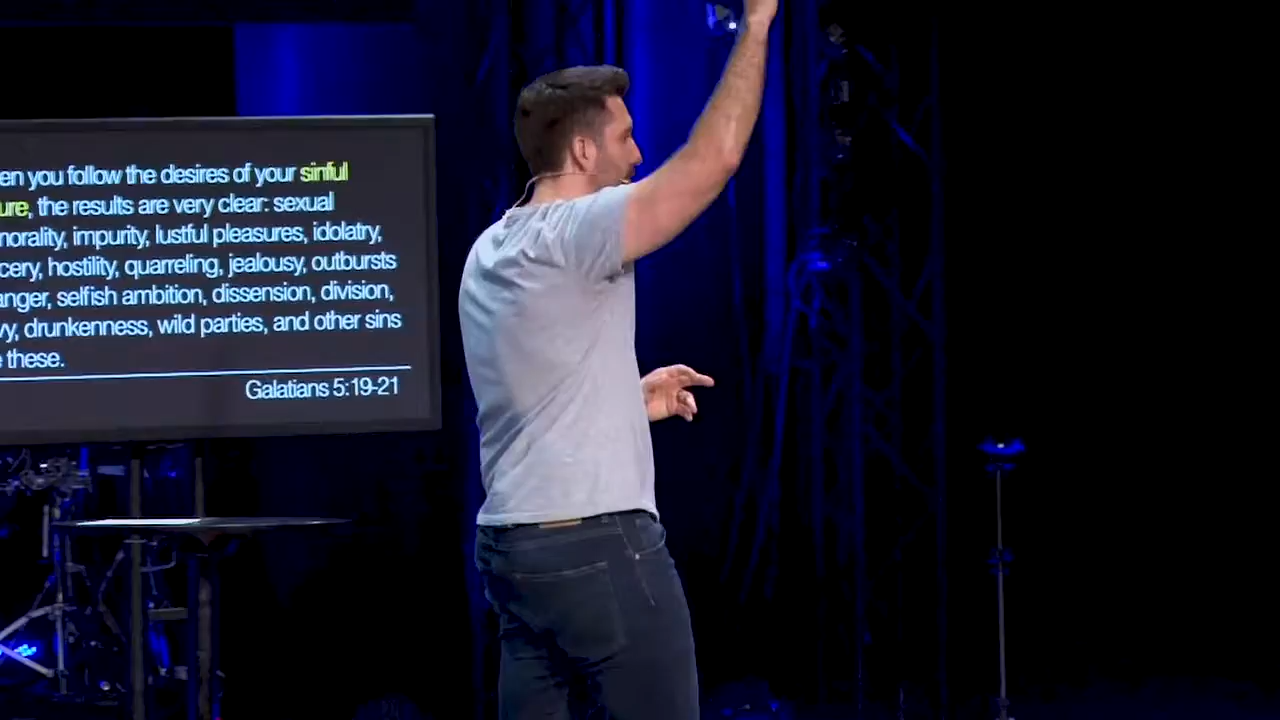 en you follow the desires of your sinful
ure, the results are very clear: sexual
norality, impurity, lustful pleasures, idolatry,
cery, hostility, quarreling, jealousy, outbursts
anger, selfish ambition, dissension, division,
vy, drunkenness, wild parties, and other sins
e these.
Galatians 5:19-21